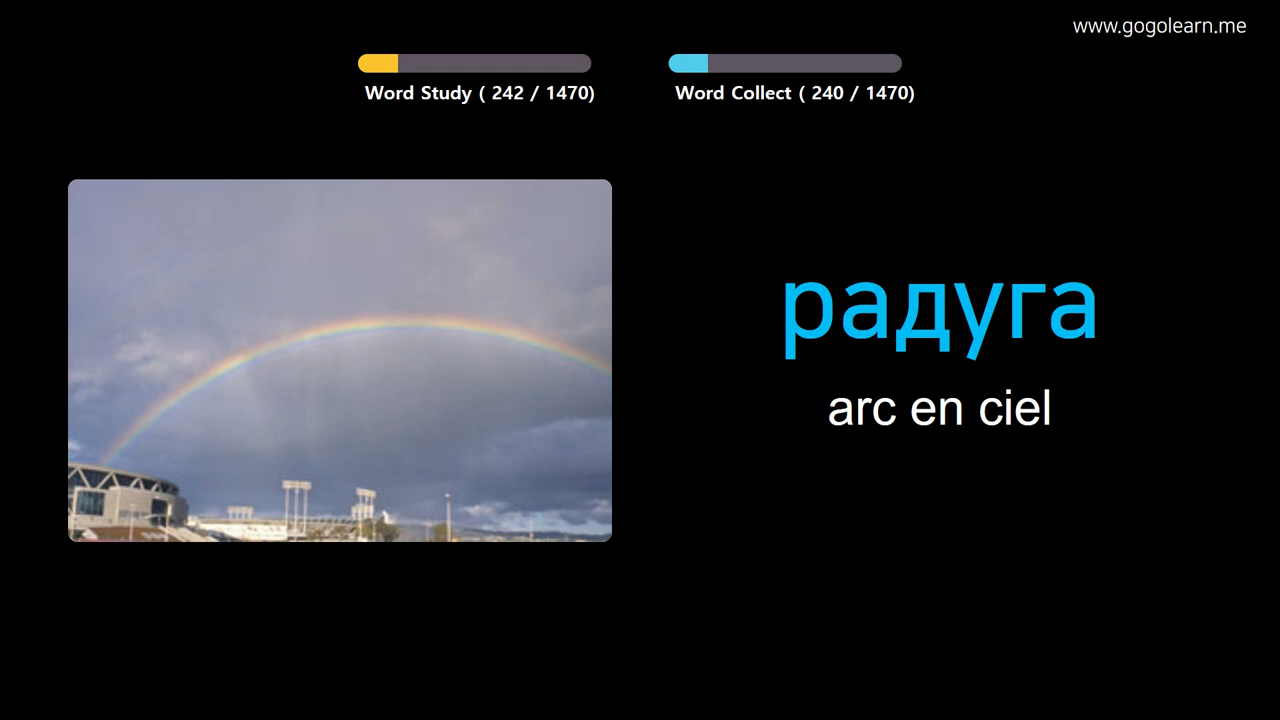 www.gogolearn.me
Word Study ( 242 / 1470)
Word Collect ( 240 / 1470)
радуга
arc en ciel